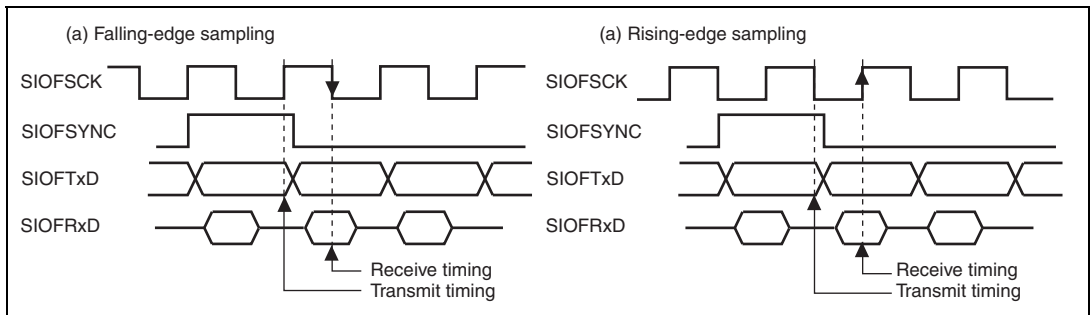 (a) Falling-edge sampling
SIOFSCK
SIOFSYNC
SIOFTxD
SIOFRxD
Receive timing
Transmit timing
(a) Rising-edge sampling
SIOFSCK
SIOFSYNC
SIOFTxD
SIOFRxD
Receive timing
Transmit timing